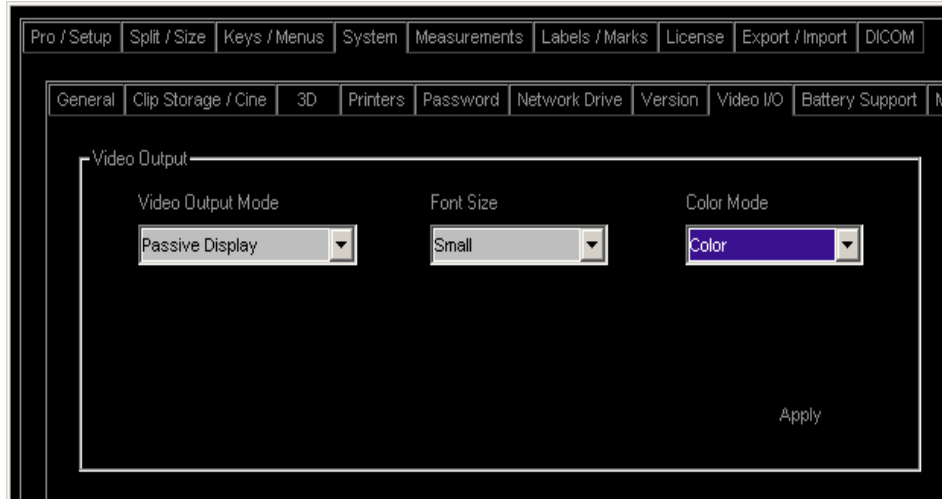 Pro / Setup Split / Size Keys / Menus System Measurements Labels / Marks License Export / Import DICOM
General Clip Storage / Cine 3D Printers Password Network Drive Version Video I/O Battery Support
Video Output
Video Output Mode Font Size Color Mode
Passive Display Small Color
Apply